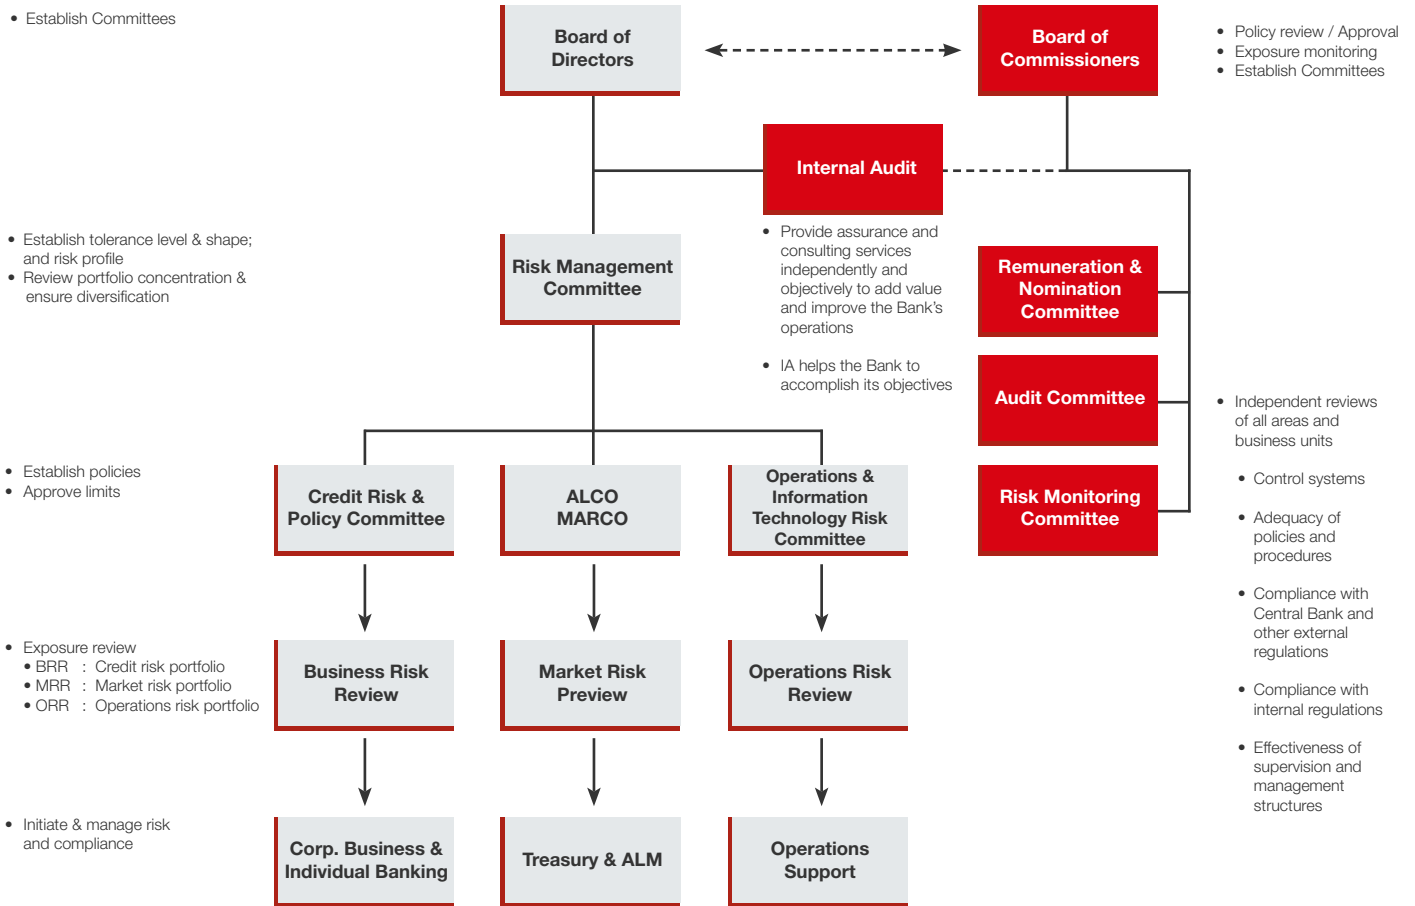 • Establish Committees
Board of
Directors
Board of
Commissioners
• Policy review / Approval
• Exposure monitoring
• Establish Committees
Internal Audit
• Provide assurance and
consulting services
independently and
objectively to add value
and improve the Bank's
operations
• IA helps the Bank to
accomplish its objectives
• Establish tolerance level & shape;
and risk profile
• Review portfolio concentration &
ensure diversification
Risk Management
Committee
Remuneration &
Nomination
Committee
Audit Committee
Risk Monitoring
Committee
• Independent reviews
of all areas and
business units
• Control systems
• Adequacy of
policies and
procedures
• Compliance with
Central Bank and
other external
regulations
• Compliance with
internal regulations
• Effectiveness of
supervision and
management
structures
• Establish policies
• Approve limits
Credit Risk &
Policy Committee
ALCO
MARCO
Operations &
Information
Technology Risk
Committee
• Exposure review
• BRR : Credit risk portfolio
• MRR : Market risk portfolio
• ORR : Operations risk portfolio
Business Risk
Review
Market Risk
Preview
Operations Risk
Review
• Initiate & manage risk
and compliance
Corp. Business &
Individual Banking
Treasury & ALM
Operations
Support